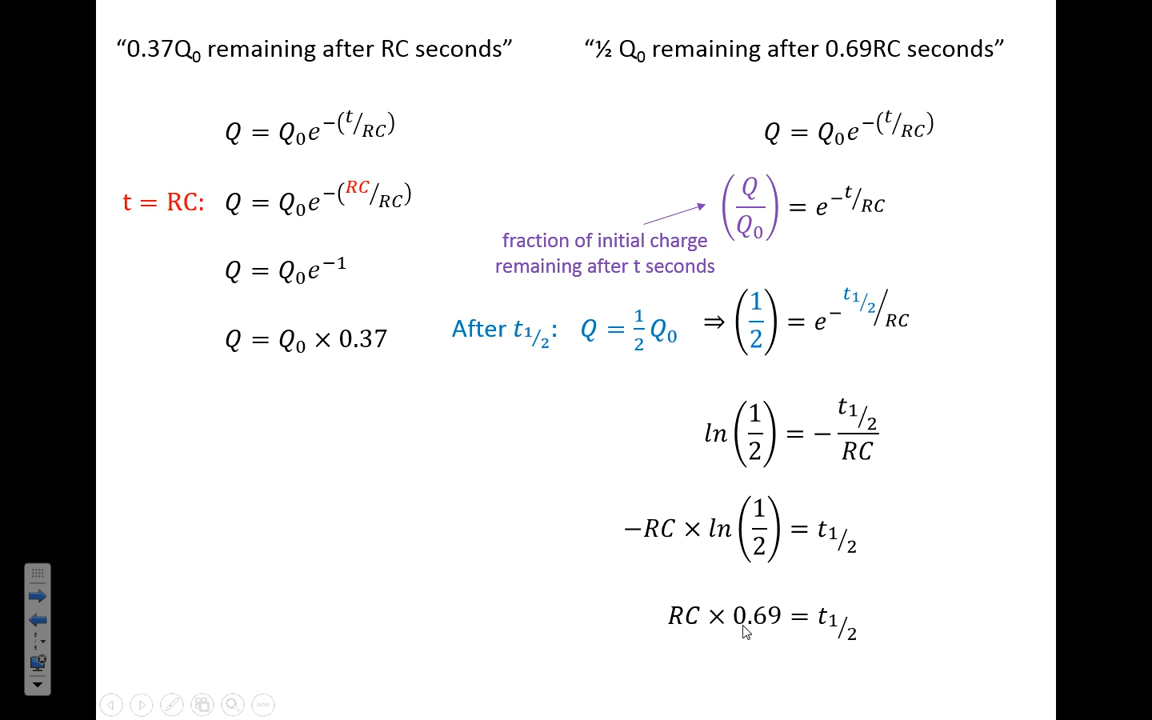 “0.37Q₀ remaining after RC seconds”
Q = Q₀e^−(t/RC)
t = RC: Q = Q₀e^−(RC/RC)
Q = Q₀e^−1
Q = Q₀ × 0.37
“½ Q₀ remaining after 0.69RC seconds”
Q = Q₀e^−(t/RC)
(Q/Q₀) = e^−t/RC
fraction of initial charge
remaining after t seconds
After t₁/₂: Q = ½ Q₀ ⇒ (1/2) = e^−t₁/₂/RC
ln(1/2) = − t₁/₂/RC
−RC × ln(1/2) = t₁/₂
RC × 0.69 = t₁/₂